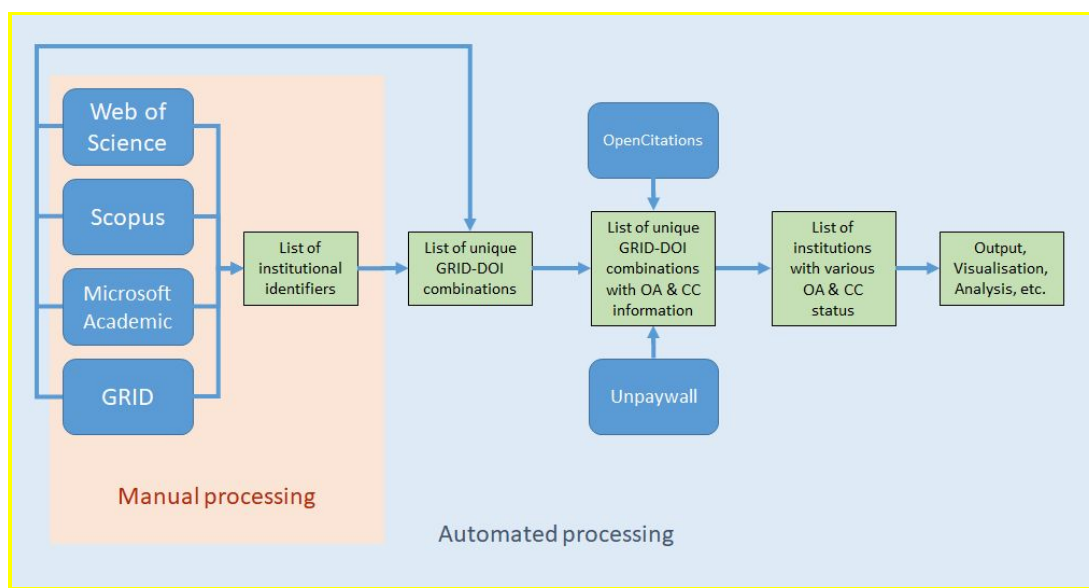 Web of
Science
Scopus
Microsoft
Academic
GRID
List of
institutional
identifiers
List of unique
GRID-DOI
combinations
OpenCitations
List of unique
GRID-DOI
combinations
with OA & CC
information
Unpaywall
List of
institutions
with various
OA & CC
status
Output,
Visualisation,
Analysis, etc.
Manual processing
Automated processing